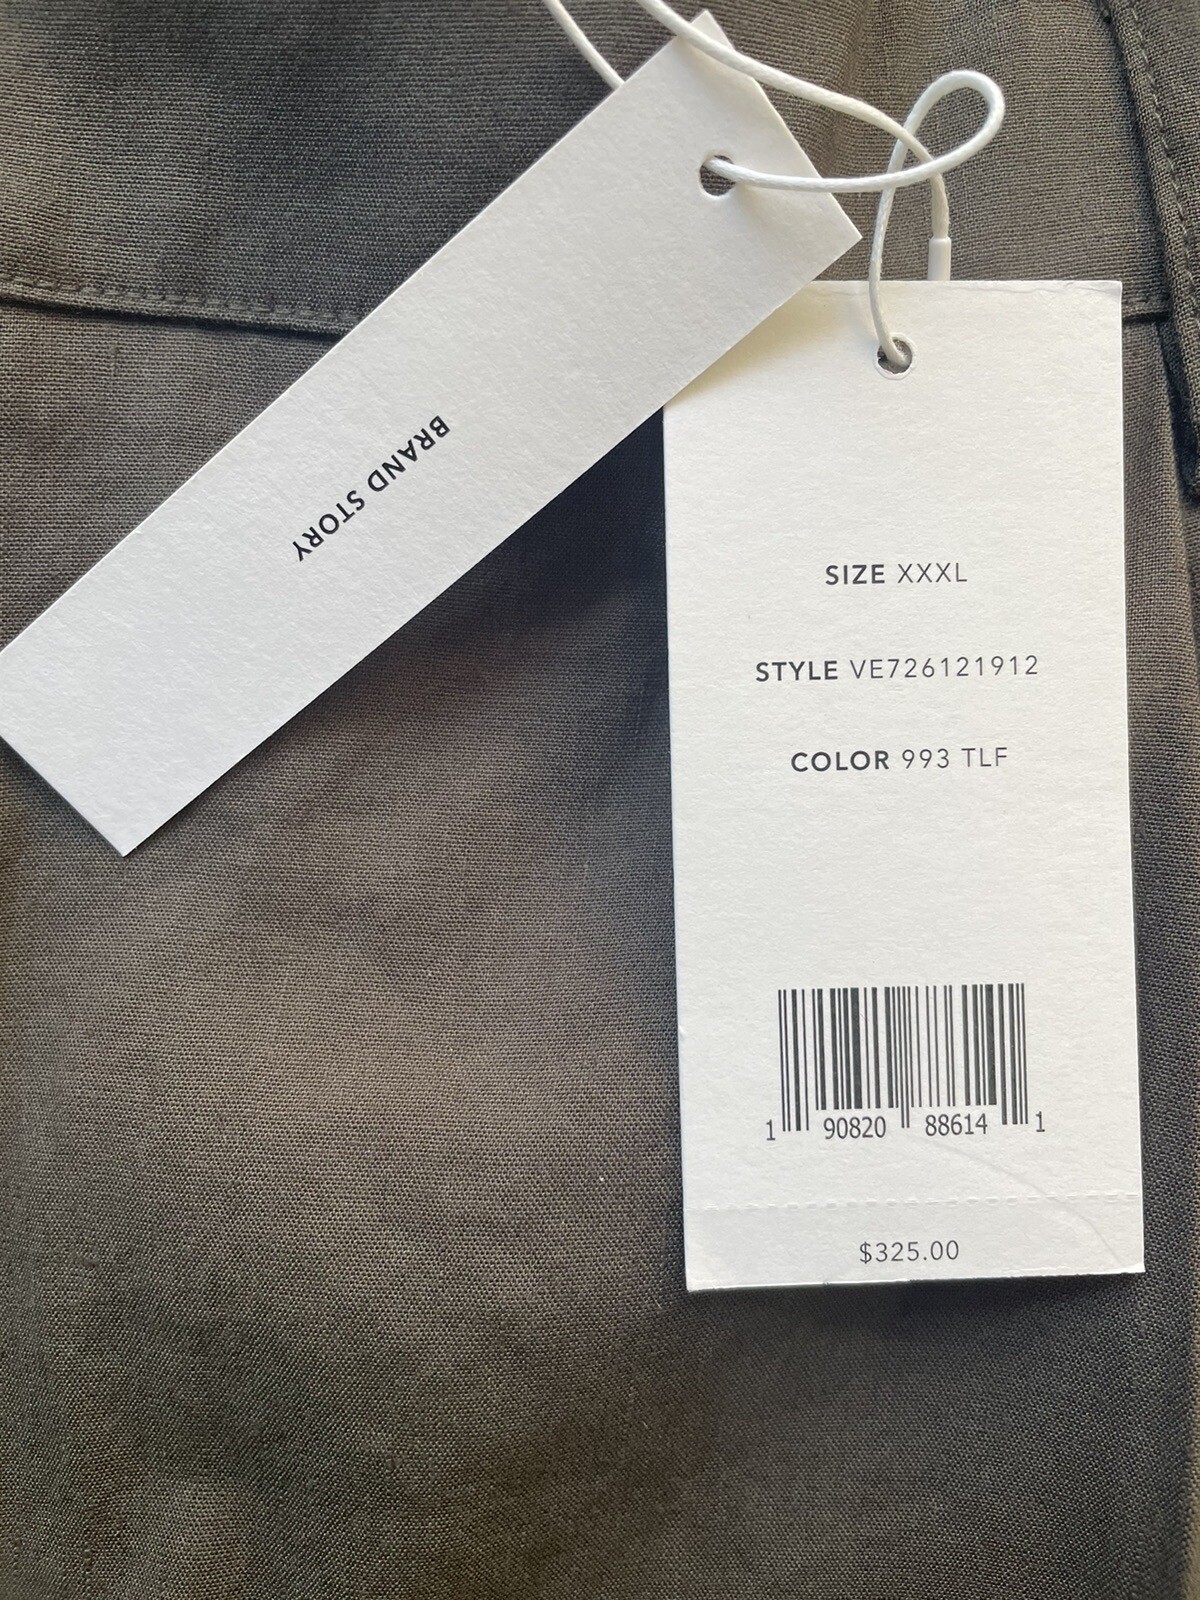 BRAND STORY
SIZE XXXL
STYLE VE726121912
COLOR 993 TLF
1 90820 88614 1
$325.00